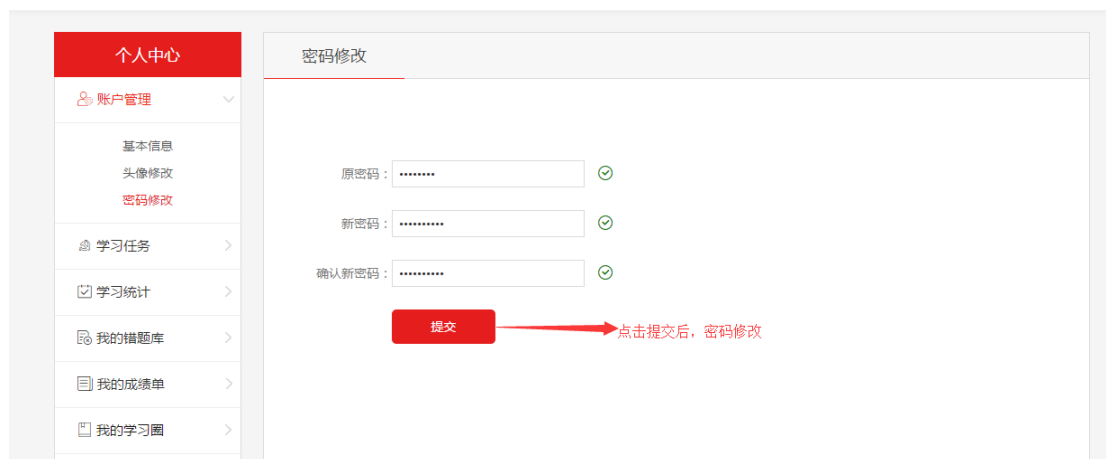 个人中心
账户管理
基本信息
头像修改
密码修改
学习任务
学习统计
我的错题库
我的成绩单
我的学习圈
密码修改
原密码：
新密码：
确认新密码：
提交
点击提交后，密码修改